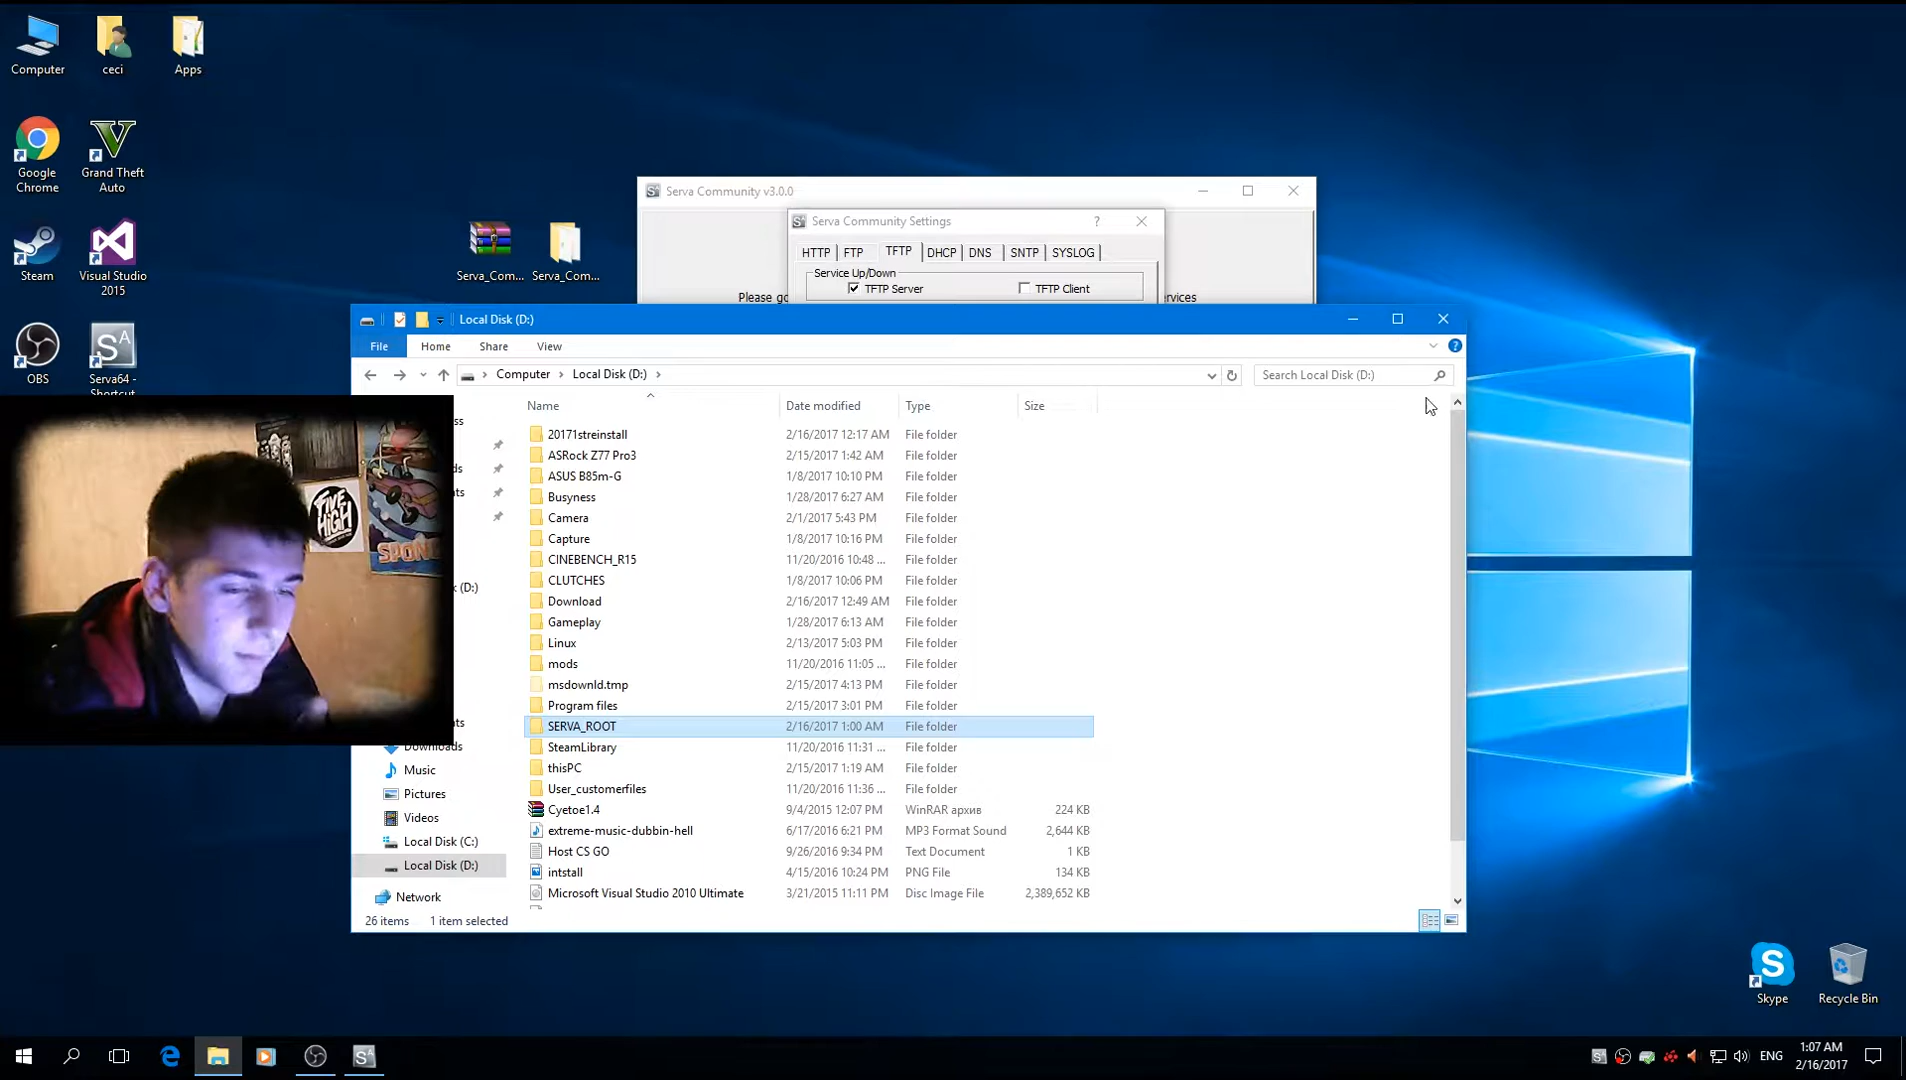 Computer
ceci
Apps
Google Chrome
Grand Theft Auto
Steam
Visual Studio 2015
OBS
Serva64 - Shortcut
Serva_Com...
Serva_Com...
Serva Community v3.0.0
Serva Community Settings
HTTP FTP TFTP DHCP DNS SNTP SYSLOG
Service Up/Down
TFTP Server TFTP Client
Please go
rvices
Local Disk (D:)
File Home Share View
Computer Local Disk (D:)
Search Local Disk (D:)
Name Date modified Type Size
20171streinstall 2/16/2017 12:17 AM File folder
ASRock Z77 Pro3 2/15/2017 1:42 AM File folder
ASUS B85m-G 1/8/2017 10:10 PM File folder
Busyness 1/28/2017 6:27 AM File folder
Camera 2/1/2017 5:43 PM File folder
Capture 1/8/2017 10:16 PM File folder
CINEBENCH_R15 11/20/2016 10:48 ... File folder
CLUTCHES 1/8/2017 10:06 PM File folder
Download 2/16/2017 12:49 AM File folder
Gameplay 1/28/2017 6:13 AM File folder
Linux 2/13/2017 5:03 PM File folder
mods 11/20/2016 11:05 ... File folder
msdownld.tmp 2/15/2017 4:13 PM File folder
Program files 2/15/2017 3:01 PM File folder
SERVA_ROOT 2/16/2017 1:00 AM File folder
SteamLibrary 11/20/2016 11:31 ... File folder
thisPC 2/15/2017 1:19 AM File folder
User_customerfiles 11/20/2016 11:36 ... File folder
Cyetoe1.4 9/4/2015 12:07 PM WinRAR архив 224 KB
extreme-music-dubbin-hell 6/17/2016 6:21 PM MP3 Format Sound 2,644 KB
Host CS GO 9/26/2016 9:34 PM Text Document 1 KB
intstall 4/15/2016 10:24 PM PNG File 134 KB
Microsoft Visual Studio 2010 Ultimate 3/21/2015 11:11 PM Disc Image File 2,389,652 KB
ess
ds
nts
k (D:)
nts
Downloads
Music
Pictures
Videos
Local Disk (C:)
Local Disk (D:)
Network
26 items 1 item selected
FIVE HIGH
SPON
Skype
Recycle Bin
ENG
1:07 AM
2/16/2017